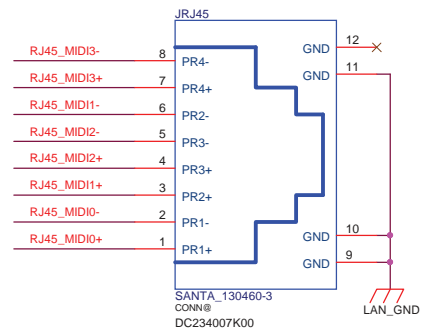 JRJ45
RJ45_MIDI3- 8 PR4- GND 12
RJ45_MIDI3+ 7 PR4+ GND 11
RJ45_MIDI1- 6 PR2-
RJ45_MIDI2- 5 PR3-
RJ45_MIDI2+ 4 PR3+
RJ45_MIDI1+ 3 PR2+
RJ45_MIDI0- 2 PR1- GND 10
RJ45_MIDI0+ 1 PR1+ GND 9
SANTA_130460-3
CONN@
LAN_GND
DC234007K00